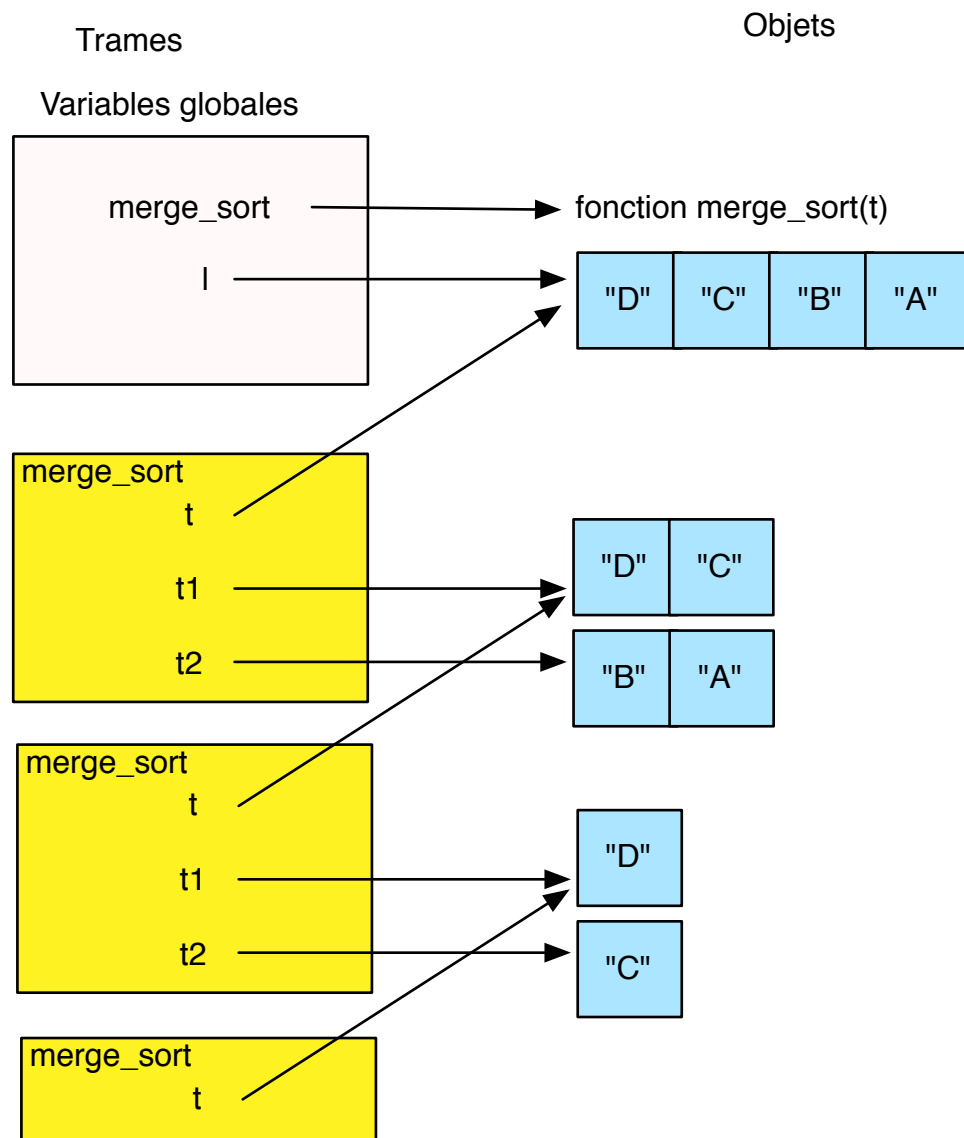 Trames
Objets
Variables globales
merge_sort
fonction merge_sort(t)
l
"D" "C" "B" "A"
merge_sort
t
t1
"D" "C"
t2
"B" "A"
merge_sort
t
t1
"D"
t2
"C"
merge_sort
t